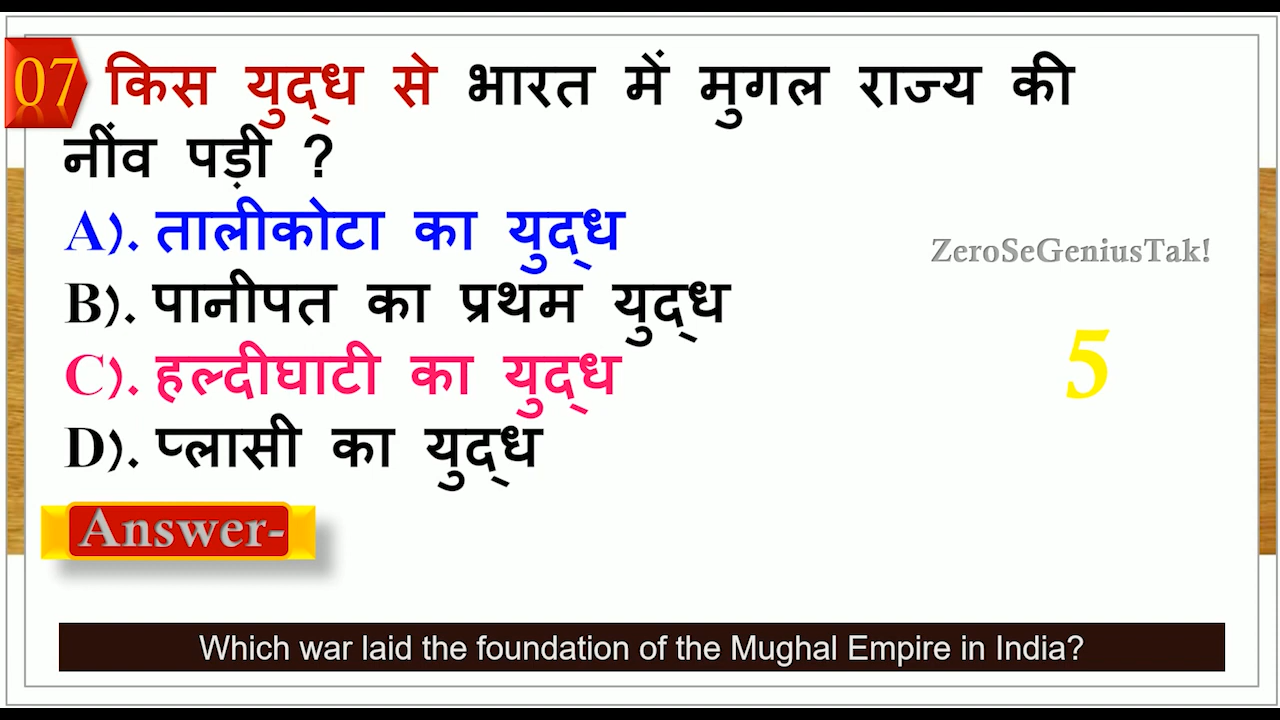 07 किस युद्ध से भारत में मुगल राज्य की
नींव पड़ी ?
A). तालीकोटा का युद्ध
ZeroSeGeniusTak!
B). पानीपत का प्रथम युद्ध
5
C). हल्दीघाटी का युद्ध
D). प्लासी का युद्ध
Answer-
Which war laid the foundation of the Mughal Empire in India?